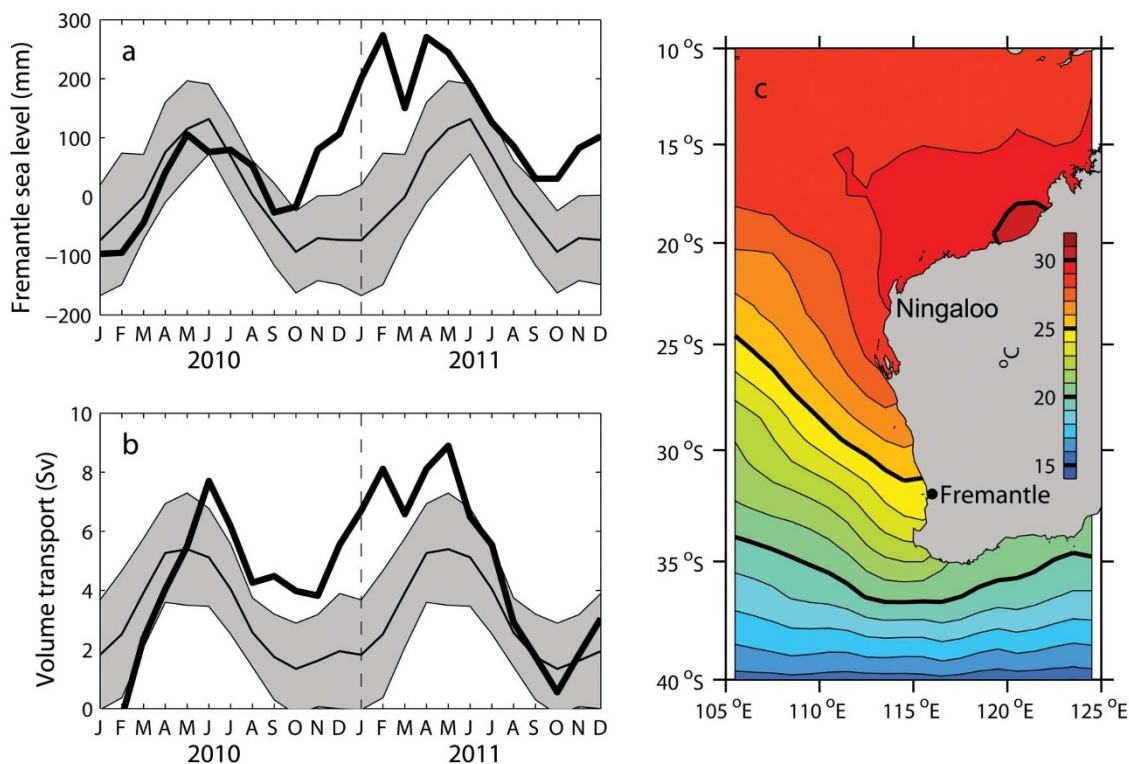 a
Fremantle sea level (mm)
300
200
100
0
−100
−200
J F M A M J J A S O N D J F M A M J J A S O N D
2010 2011
b
Volume transport (Sv)
10
8
6
4
2
0
J F M A M J J A S O N D J F M A M J J A S O N D
2010 2011
c
10 °S
15 °S
20 °S
25 °S
30 °S
35 °S
40 °S
105 °E 110 °E 115 °E 120 °E 125 °E
Ningaloo
Fremantle
°C
30
25
20
15